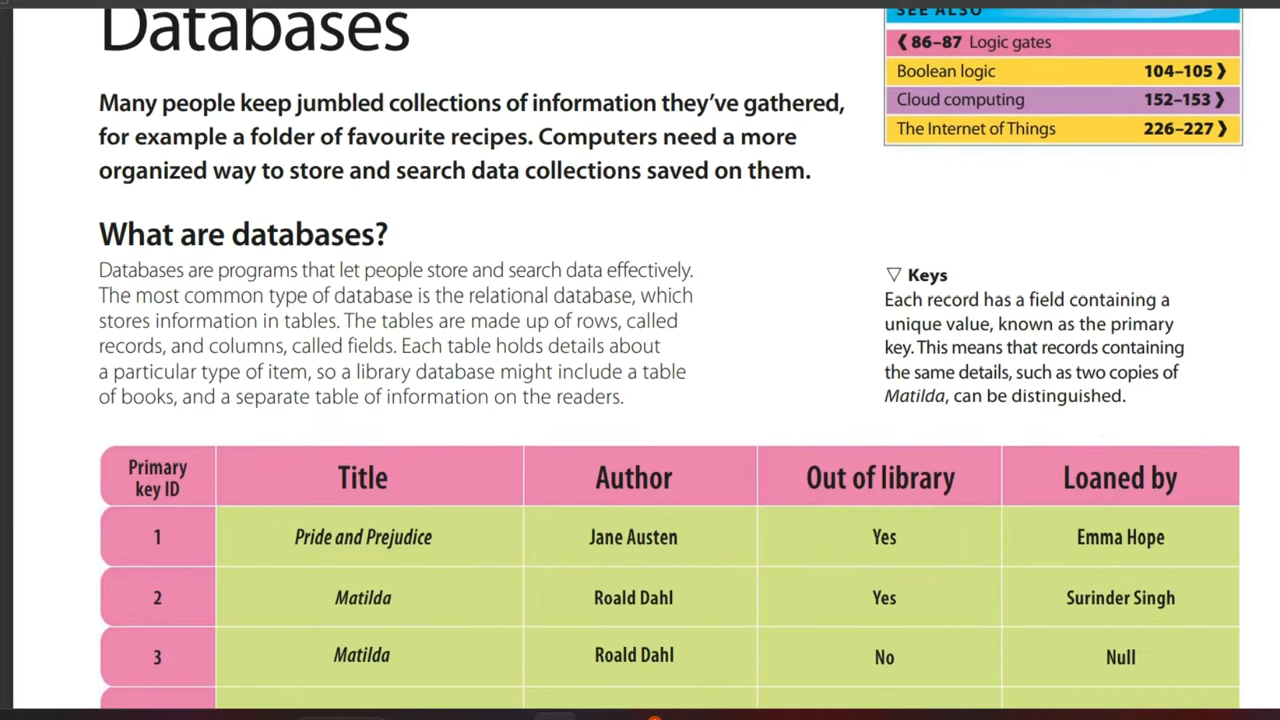 Databases
SEE ALSO
❰ 86–87 Logic gates
Boolean logic 104–105 ❱
Cloud computing 152–153 ❱
The Internet of Things 226–227 ❱
Many people keep jumbled collections of information they’ve gathered,
for example a folder of favourite recipes. Computers need a more
organized way to store and search data collections saved on them.
What are databases?
Databases are programs that let people store and search data effectively.
The most common type of database is the relational database, which
stores information in tables. The tables are made up of rows, called
records, and columns, called fields. Each table holds details about
a particular type of item, so a library database might include a table
of books, and a separate table of information on the readers.
▽ Keys
Each record has a field containing a
unique value, known as the primary
key. This means that records containing
the same details, such as two copies of
Matilda, can be distinguished.
Primary key ID Title Author Out of library Loaned by
1 Pride and Prejudice Jane Austen Yes Emma Hope
2 Matilda Roald Dahl Yes Surinder Singh
3 Matilda Roald Dahl No Null